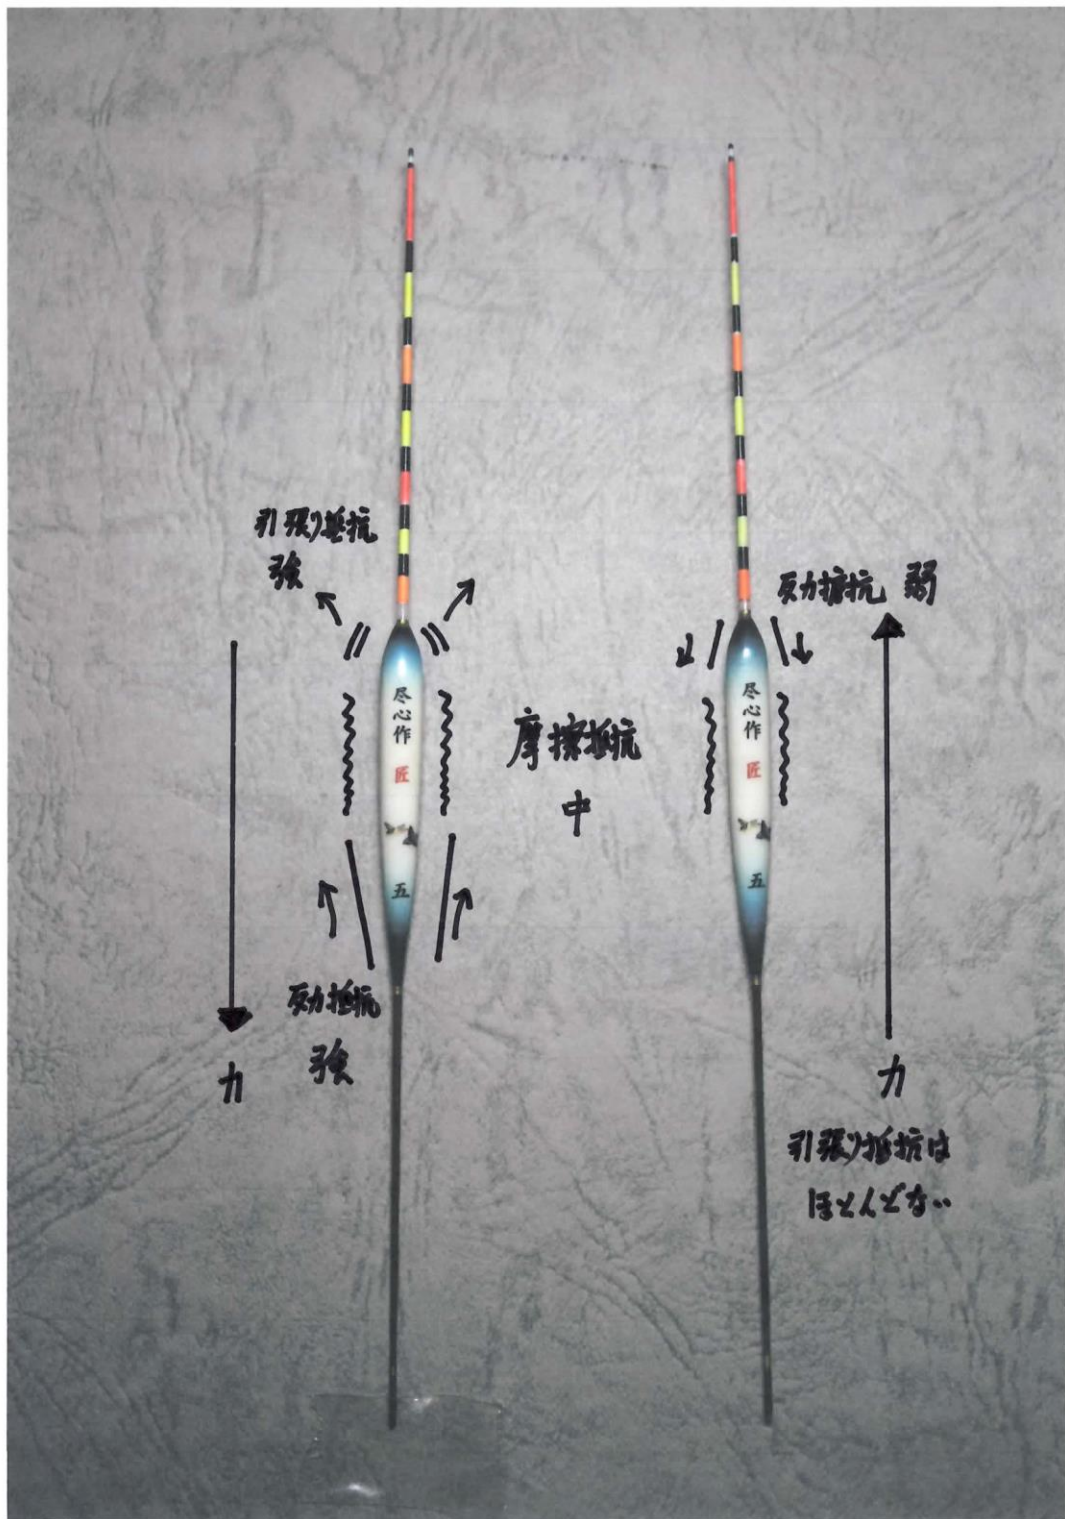 引張り抵抗
強
反力抵抗 弱
尽心作
匠
五
尽心作
匠
五
摩擦抵抗
中
反力抵抗
強
力
力
引張り抵抗は
ほとんどない